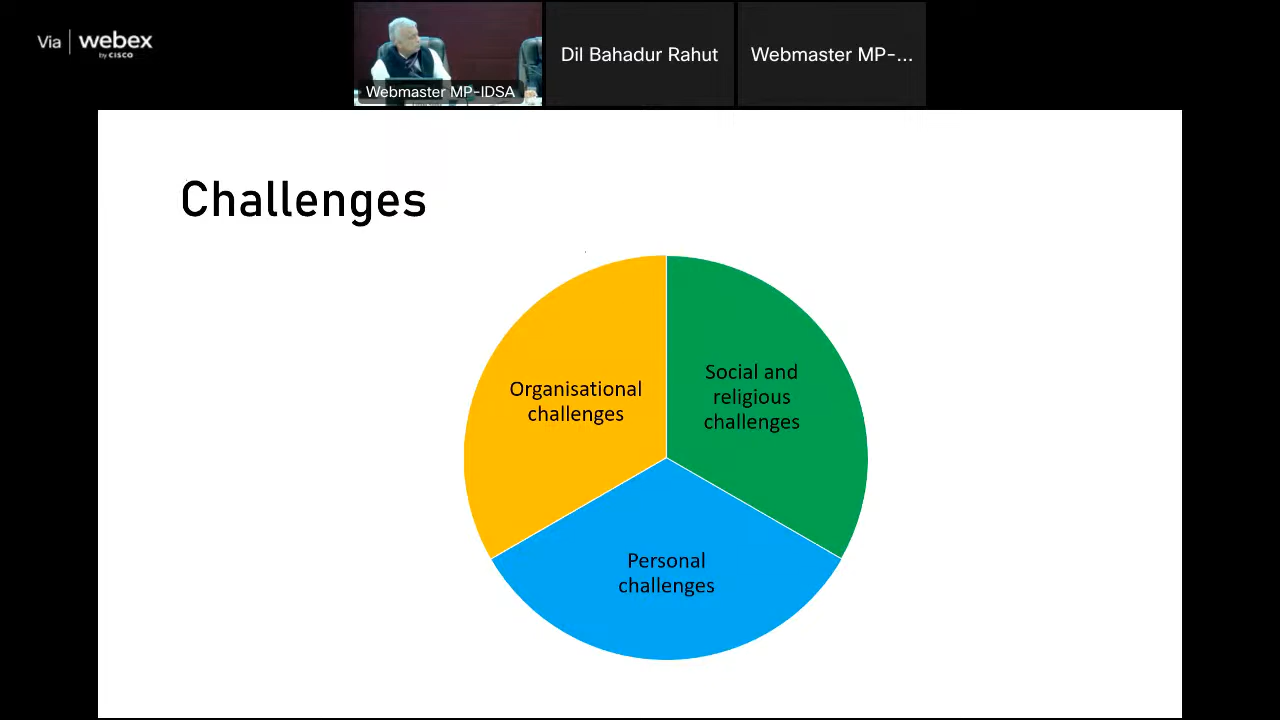 Via webex
by CISCO
Webmaster MP-IDSA
Dil Bahadur Rahut
Webmaster MP-...
Challenges
Organisational
challenges
Social and
religious
challenges
Personal
challenges